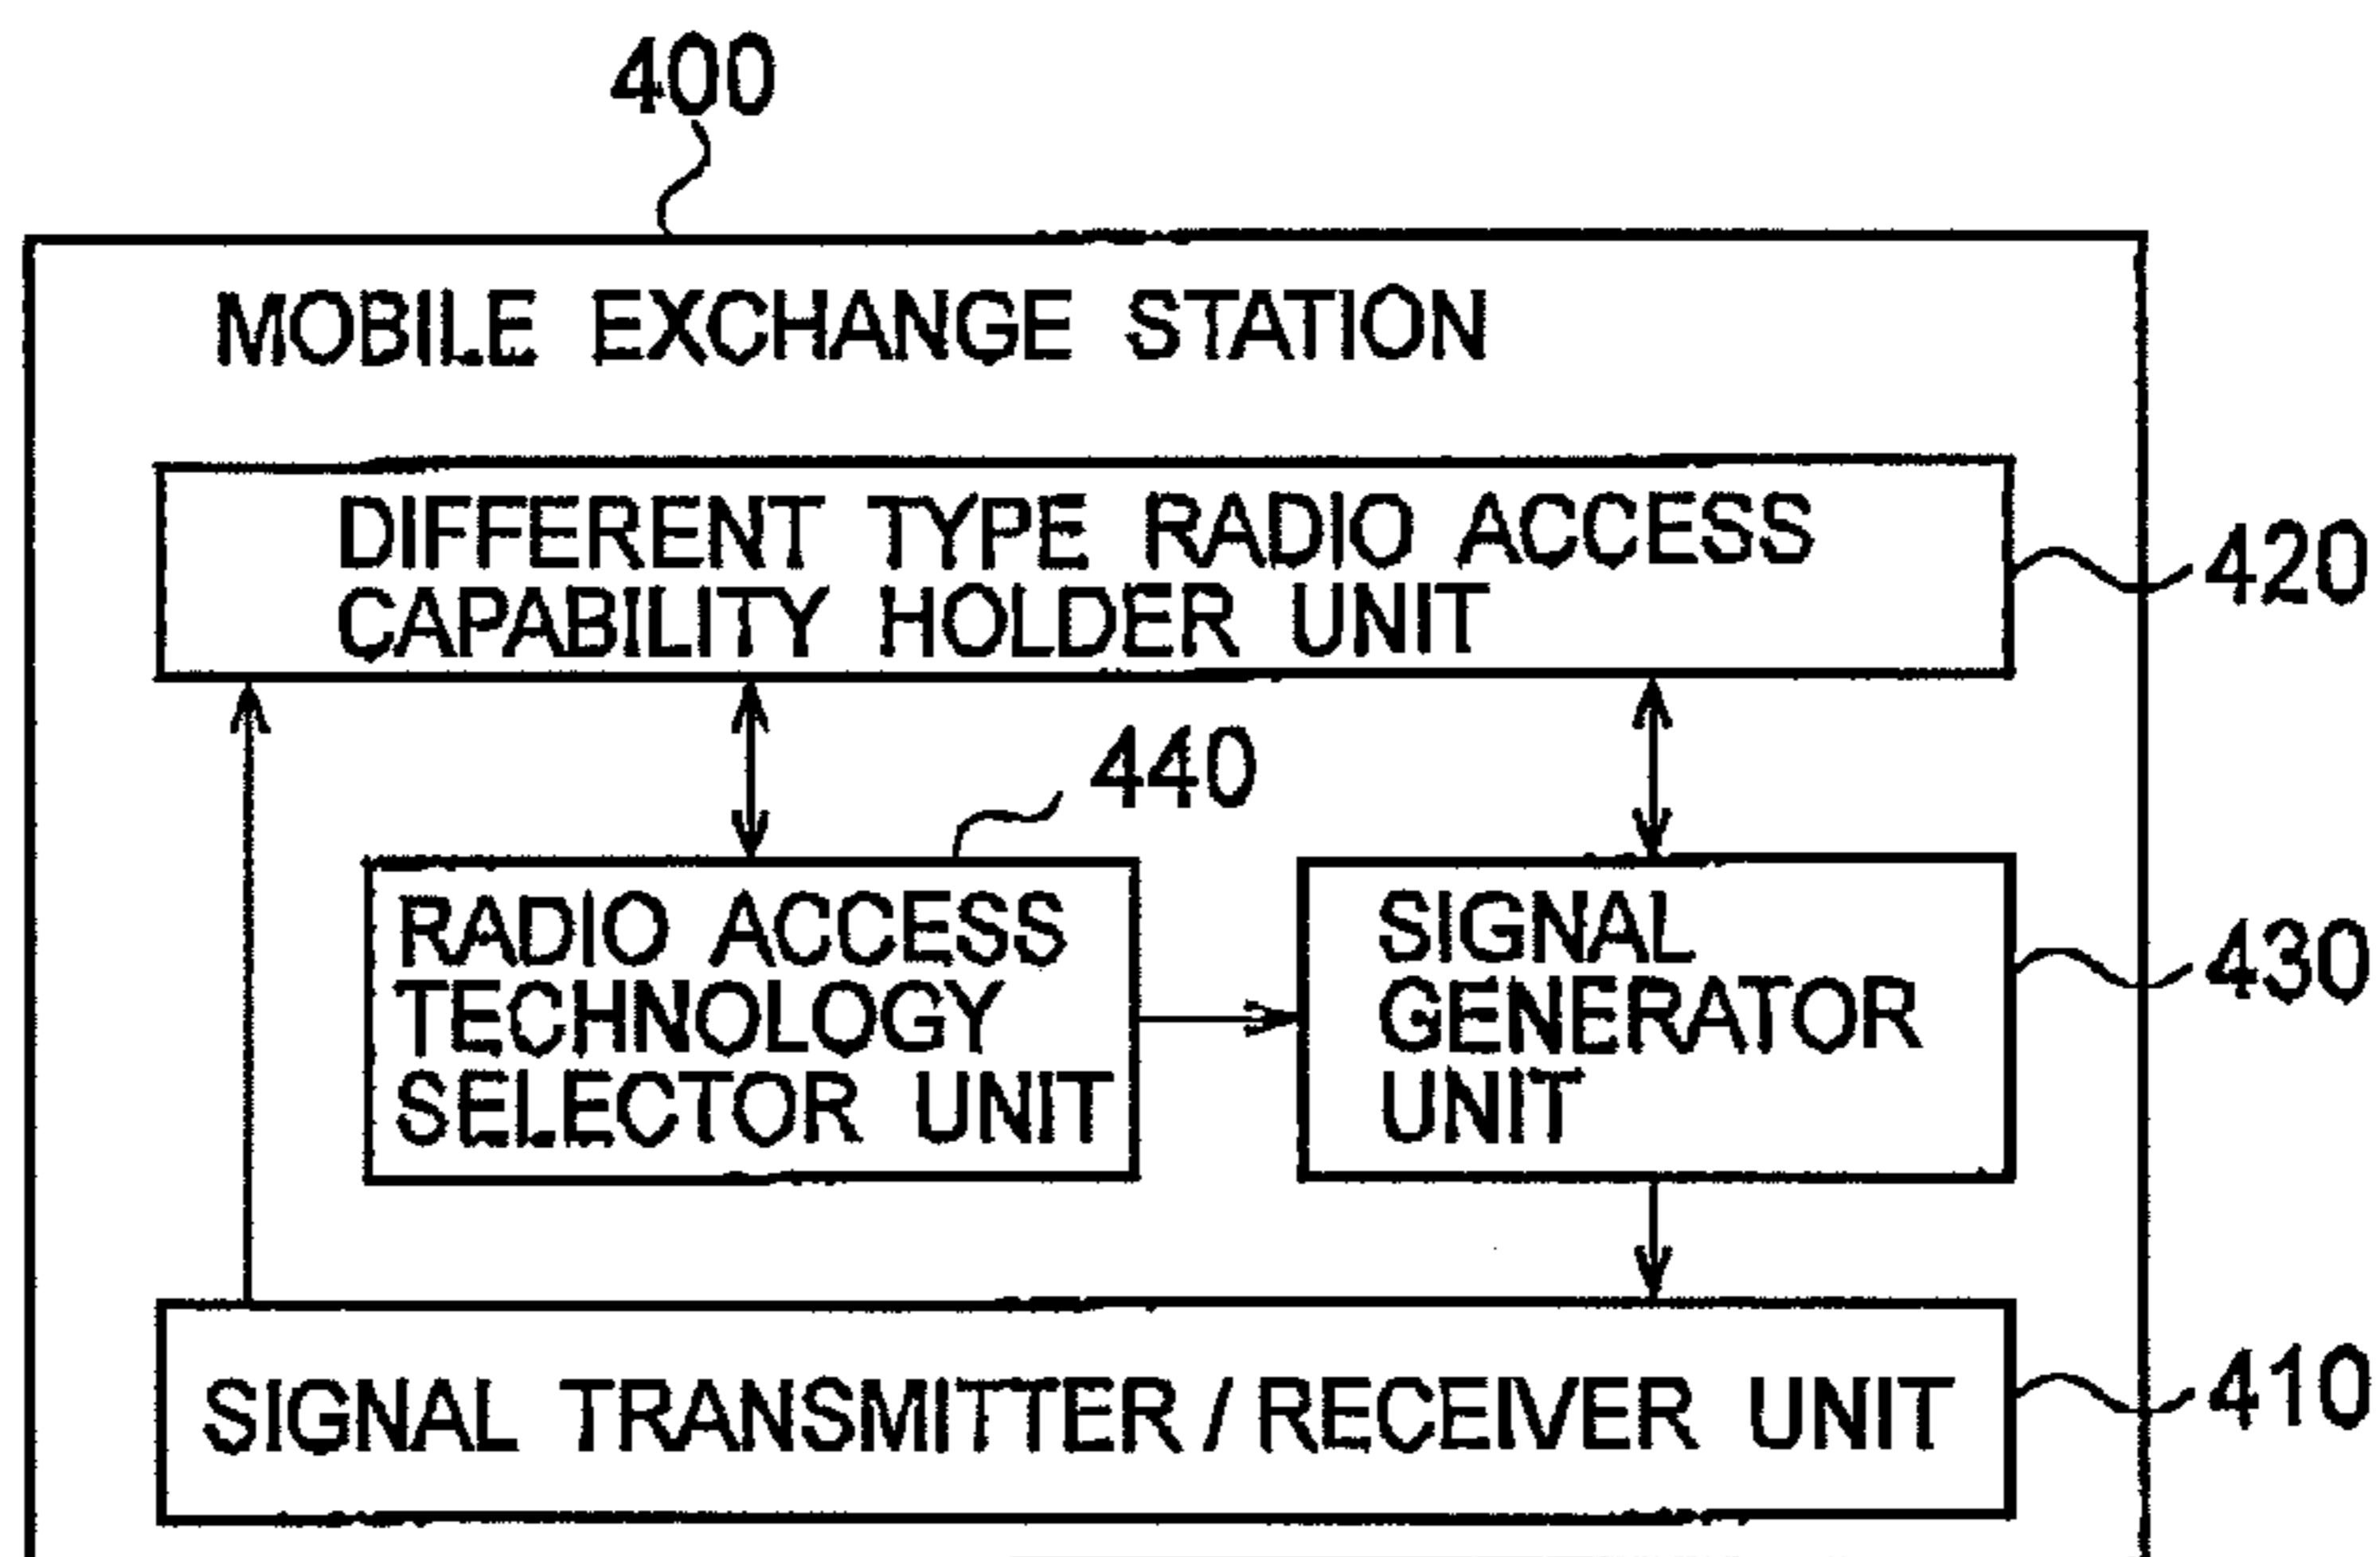 400
MOBILE EXCHANGE STATION
DIFFERENT TYPE RADIO ACCESS
CAPABILITY HOLDER UNIT
420
440
RADIO ACCESS
TECHNOLOGY
SELECTOR UNIT
SIGNAL
GENERATOR
UNIT
430
SIGNAL TRANSMITTER / RECEIVER UNIT
410